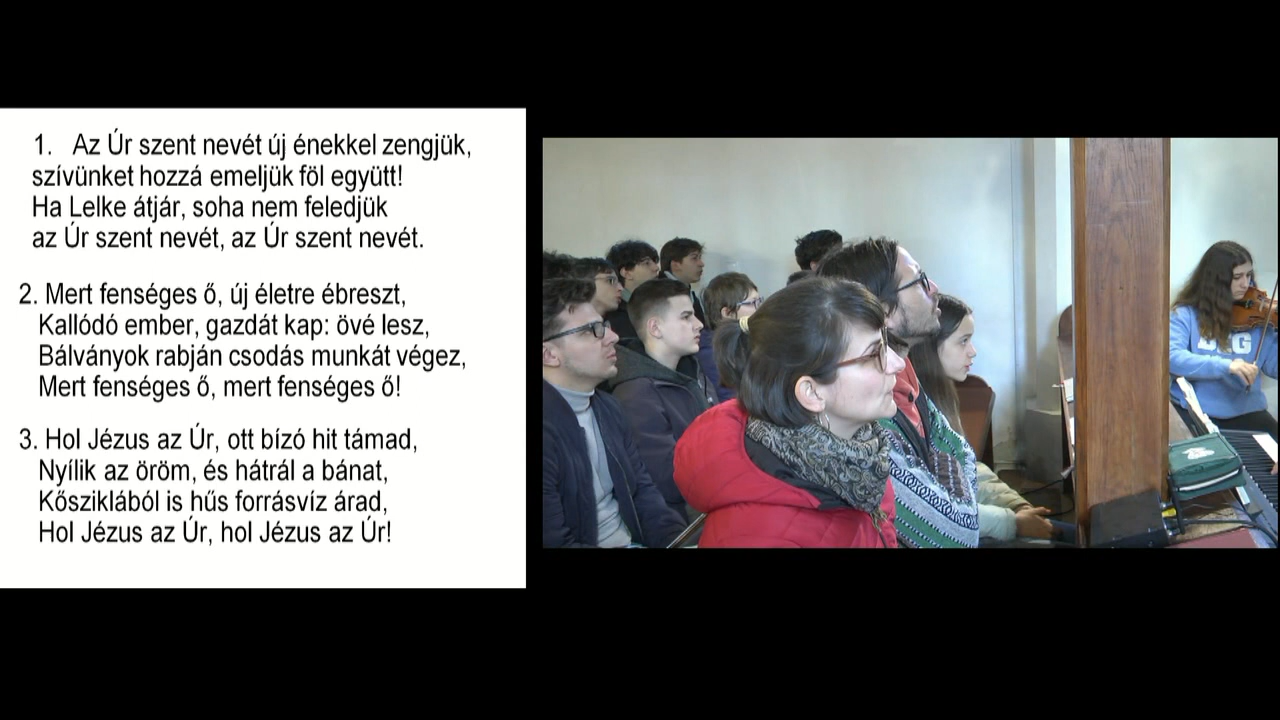 1. Az Úr szent nevét új énekkel zengjük,
szívünket hozzá emeljük föl együtt!
Ha Lelke átjár, soha nem feledjük
az Úr szent nevét, az Úr szent nevét.
2. Mert fenséges ő, új életre ébreszt,
Kallódó ember, gazdát kap: övé lesz,
Bálványok rabján csodás munkát végez,
Mert fenséges ő, mert fenséges ő!
3. Hol Jézus az Úr, ott bízó hit támad,
Nyílik az öröm, és hátrál a bánat,
Kősziklából is hűs forrásvíz árad,
Hol Jézus az Úr, hol Jézus az Úr!